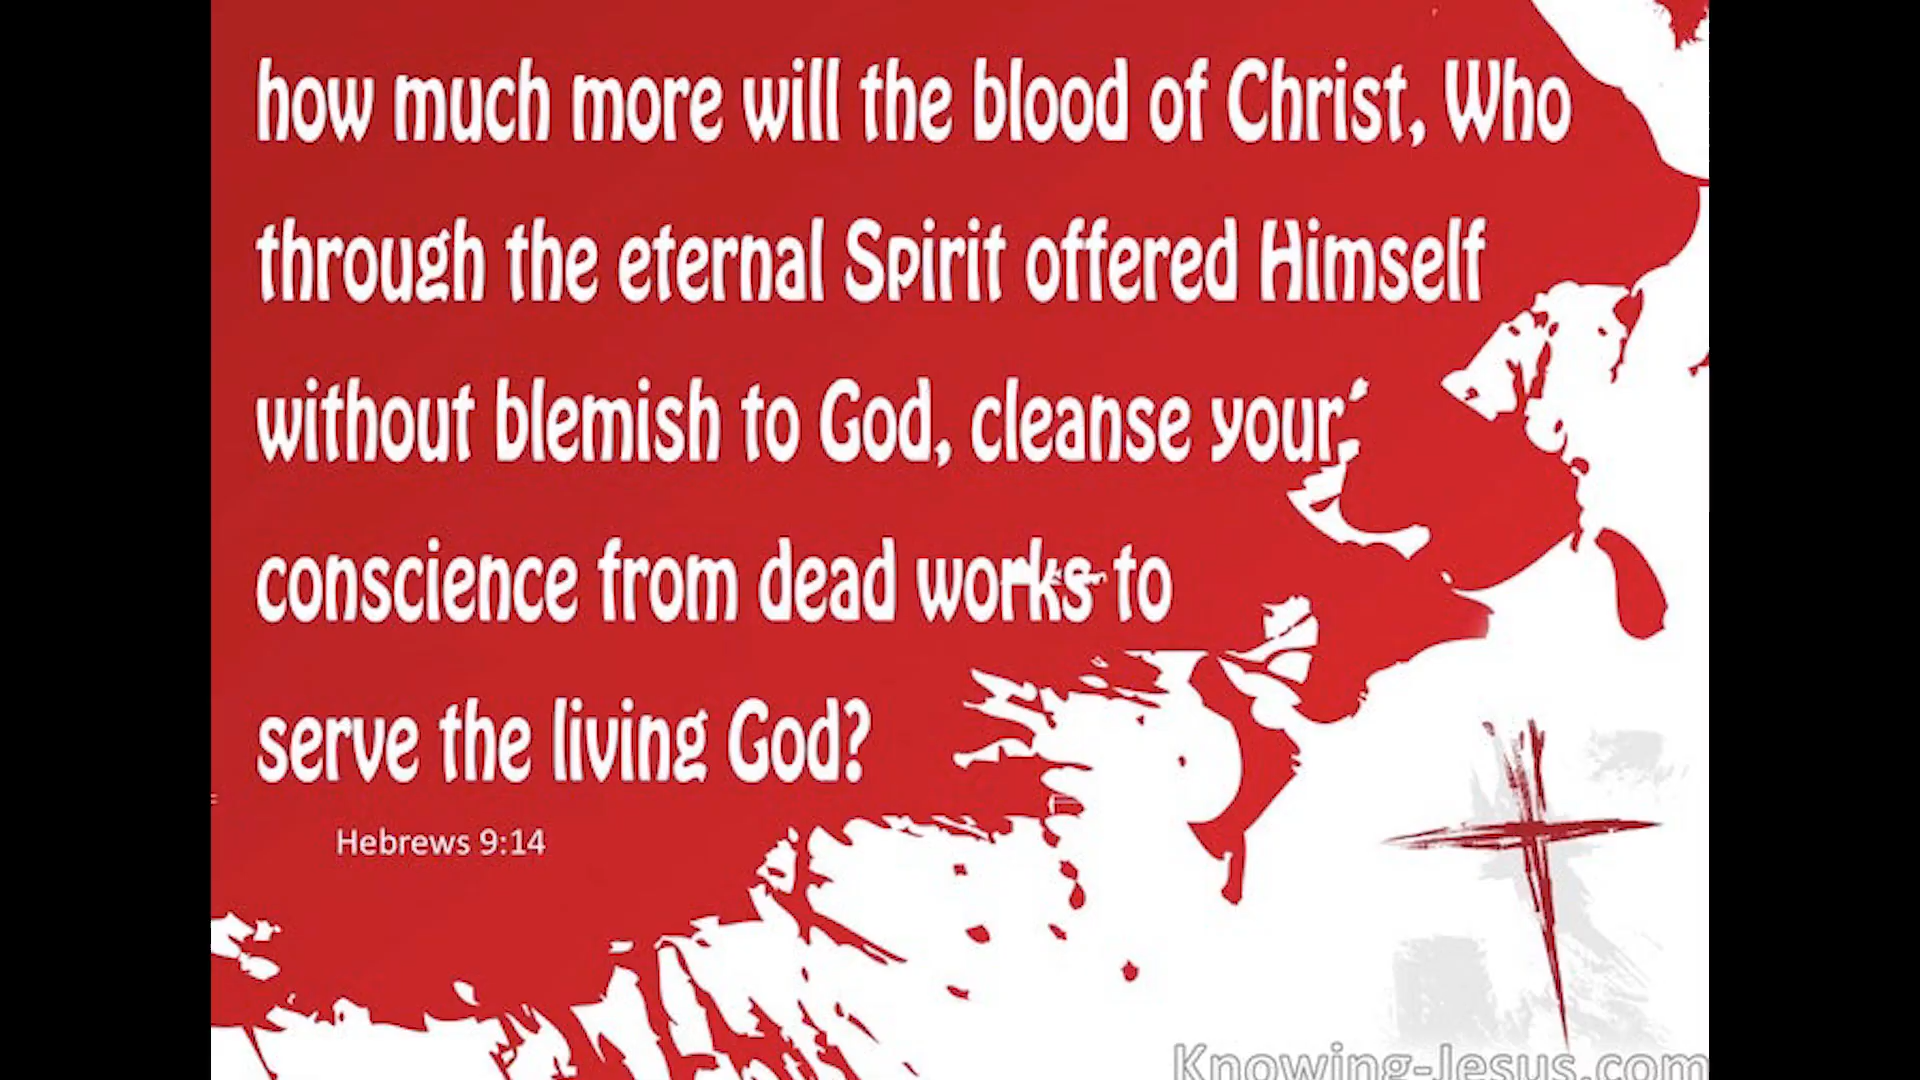 how much more will the blood of Christ, Who
through the eternal Spirit offered Himself
without blemish to God, cleanse your
conscience from dead works to
serve the living God?
Hebrews 9:14
Knowing-Jesus.com